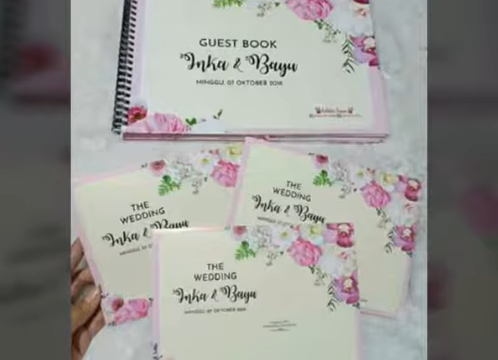 GUEST BOOK
Inka & Bayu
MINGGU, 07 OKTOBER 2018
THE
WEDDING
Inka & Bayu
THE
WEDDING
Inka & Bayu
THE
WEDDING
Inka & Bayu